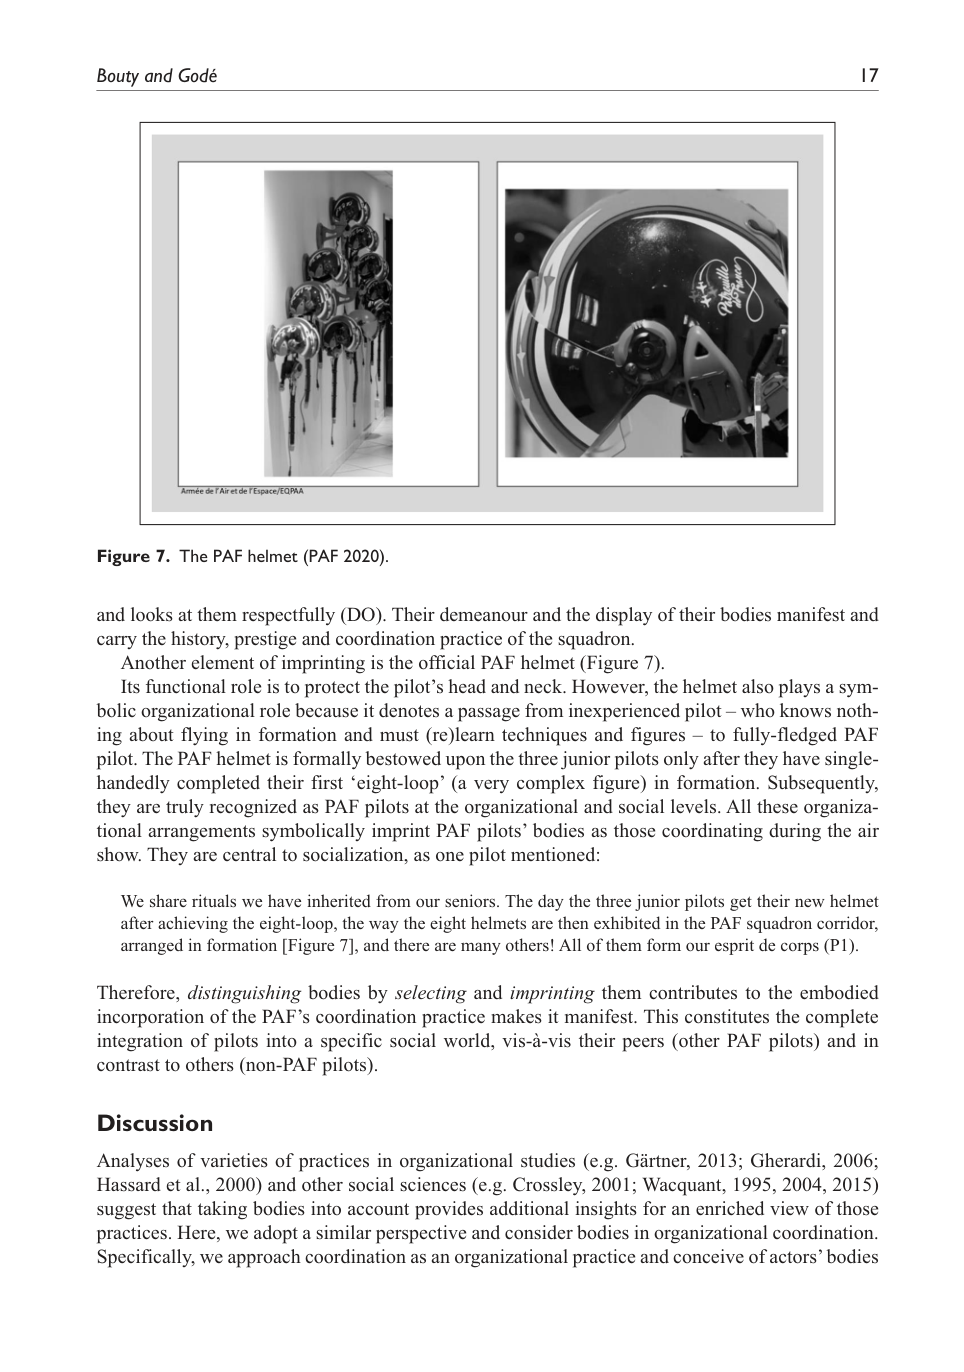 Bouty and Godé 17
Patrouille
de France
Armée de l'Air et de l'Espace/EQPAA
Figure 7. The PAF helmet (PAF 2020).
and looks at them respectfully (DO). Their demeanour and the display of their bodies manifest and
carry the history, prestige and coordination practice of the squadron.
Another element of imprinting is the official PAF helmet (Figure 7).
Its functional role is to protect the pilot's head and neck. However, the helmet also plays a sym-
bolic organizational role because it denotes a passage from inexperienced pilot – who knows noth-
ing about flying in formation and must (re)learn techniques and figures – to fully-fledged PAF
pilot. The PAF helmet is formally bestowed upon the three junior pilots only after they have single-
handedly completed their first ‘eight-loop’ (a very complex figure) in formation. Subsequently,
they are truly recognized as PAF pilots at the organizational and social levels. All these organiza-
tional arrangements symbolically imprint PAF pilots’ bodies as those coordinating during the air
show. They are central to socialization, as one pilot mentioned:
We share rituals we have inherited from our seniors. The day the three junior pilots get their new helmet
after achieving the eight-loop, the way the eight helmets are then exhibited in the PAF squadron corridor,
arranged in formation [Figure 7], and there are many others! All of them form our esprit de corps (P1).
Therefore, distinguishing bodies by selecting and imprinting them contributes to the embodied
incorporation of the PAF’s coordination practice makes it manifest. This constitutes the complete
integration of pilots into a specific social world, vis-à-vis their peers (other PAF pilots) and in
contrast to others (non-PAF pilots).
Discussion
Analyses of varieties of practices in organizational studies (e.g. Gärtner, 2013; Gherardi, 2006;
Hassard et al., 2000) and other social sciences (e.g. Crossley, 2001; Wacquant, 1995, 2004, 2015)
suggest that taking bodies into account provides additional insights for an enriched view of those
practices. Here, we adopt a similar perspective and consider bodies in organizational coordination.
Specifically, we approach coordination as an organizational practice and conceive of actors’ bodies